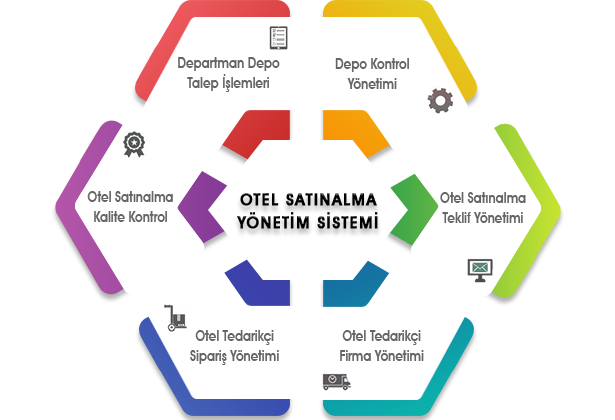 Departman Depo
Talep İşlemleri
Depo Kontrol
Yönetimi
Otel Satınalma
Kalite Kontrol
OTEL SATINALMA
YÖNETİM SİSTEMİ
Otel Satınalma
Teklif Yönetimi
Otel Tedarikçi
Sipariş Yönetimi
Otel Tedarikçi
Firma Yönetimi